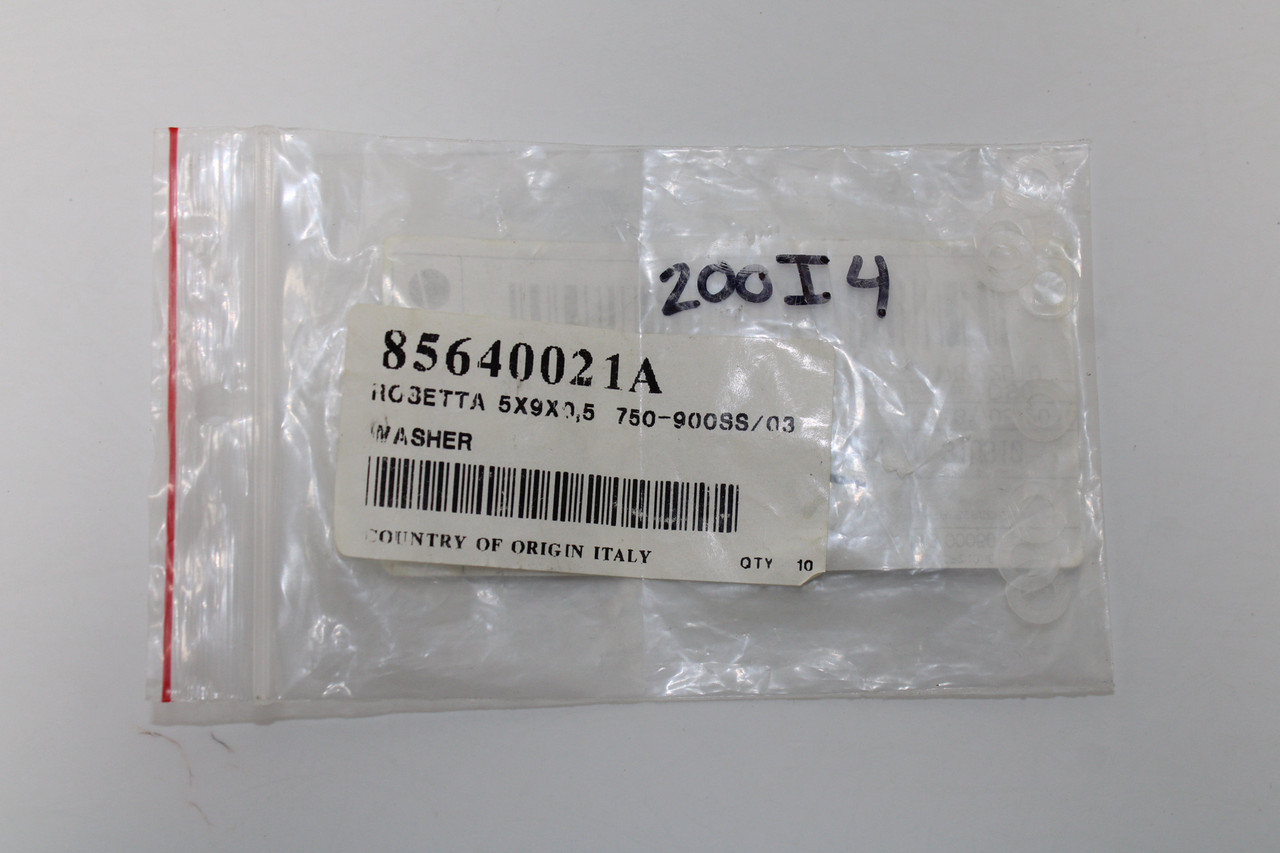 200I4
85640021A
ROSETTA 5X9X0,5 750-900SS/03
WASHER
COUNTRY OF ORIGIN ITALY
QTY 10